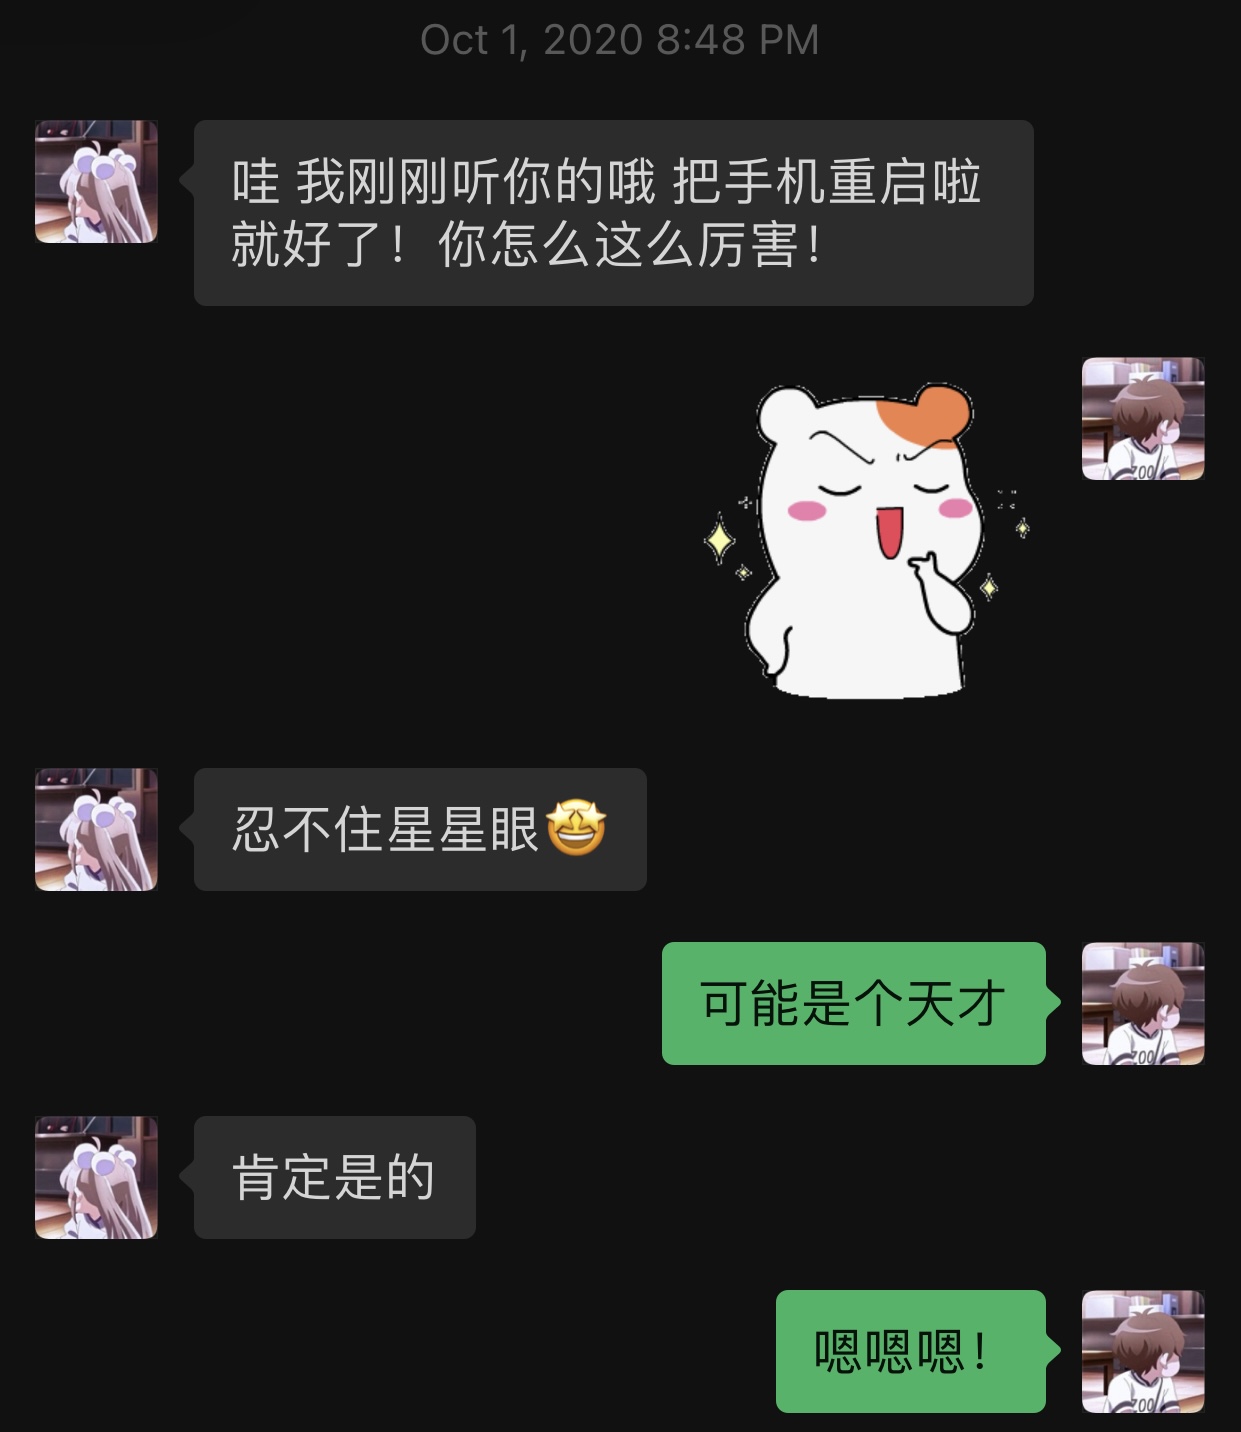 Oct 1, 2020 8:48 PM
哇 我刚刚听你的哦 把手机重启啦
就好了！你怎么这么厉害！
忍不住星星眼🤩
可能是个天才
ZOO
肯定是的
嗯嗯嗯！
ZOO